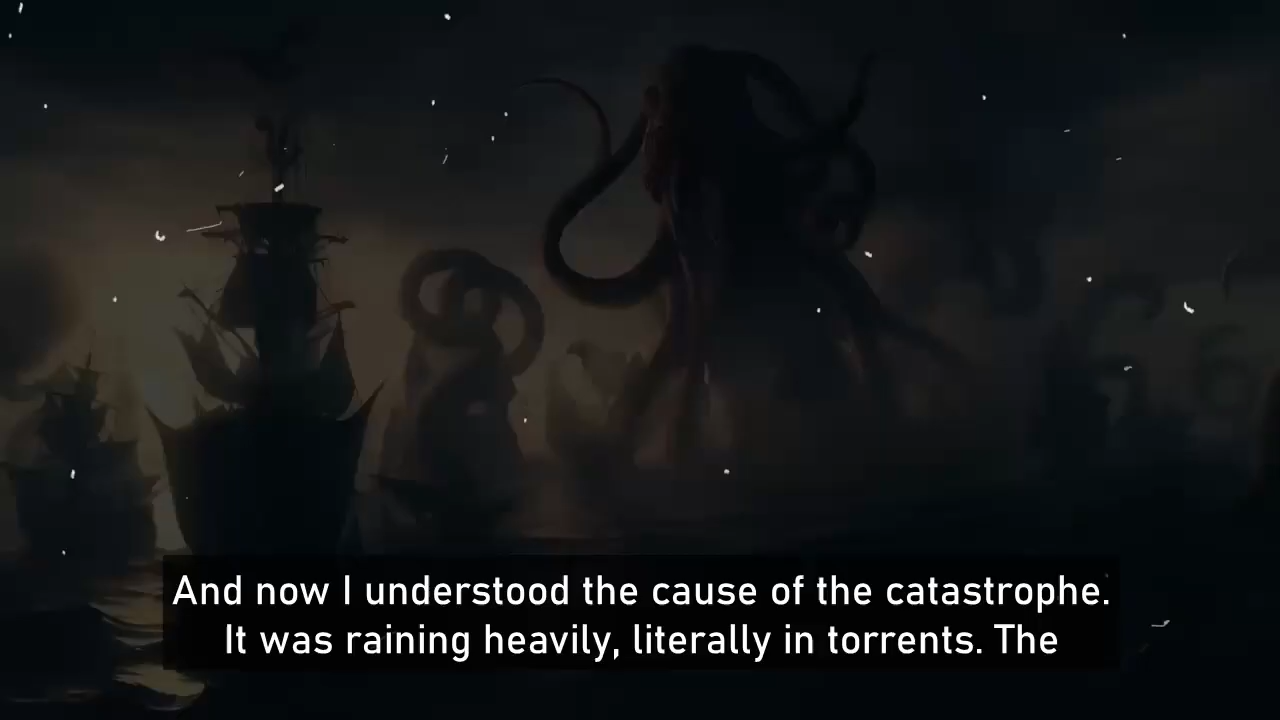 And now I understood the cause of the catastrophe.
It was raining heavily, literally in torrents. The